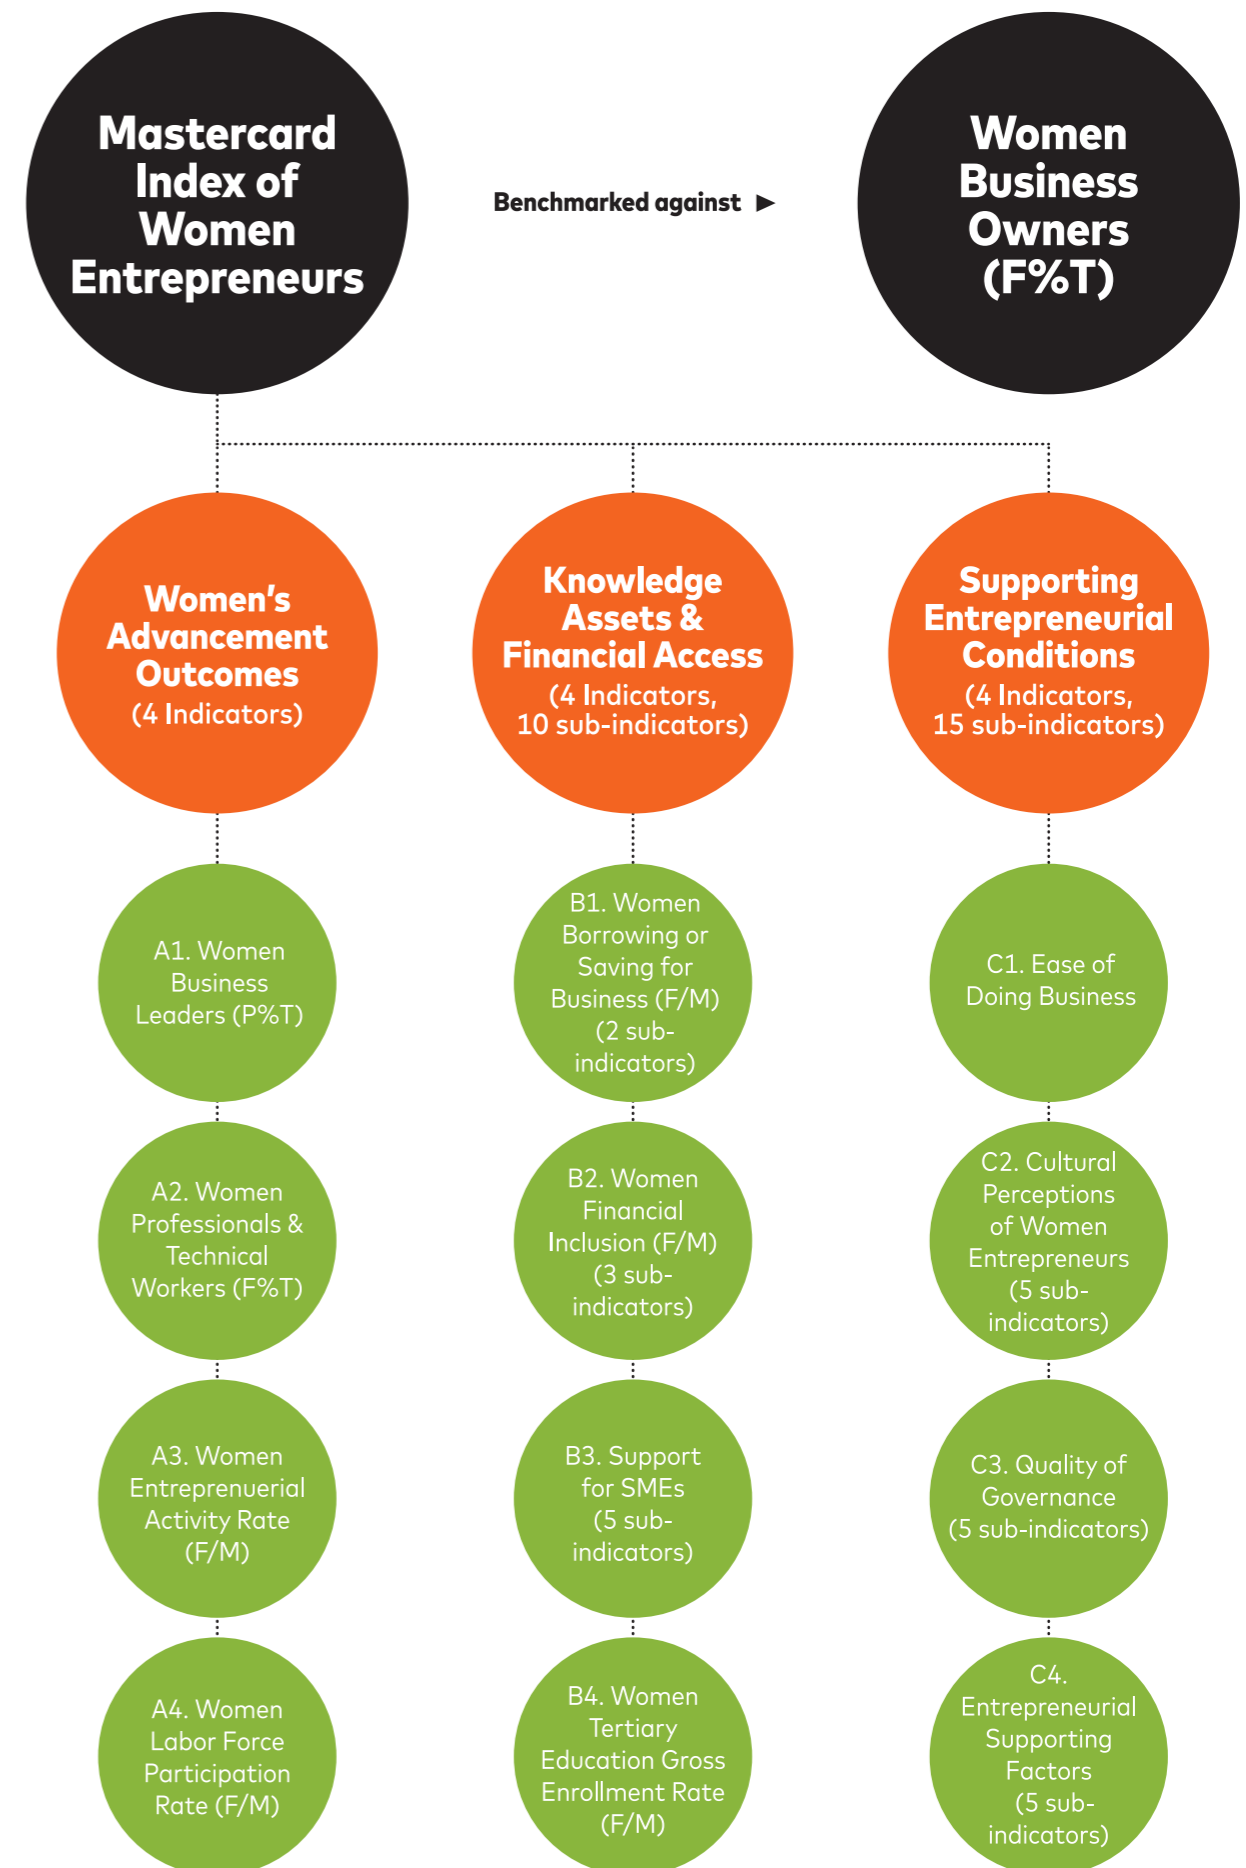 Mastercard
Index of
Women
Entrepreneurs
Benchmarked against ►
Women
Business
Owners
(F%T)
Women’s
Advancement
Outcomes
(4 Indicators)
Knowledge
Assets &
Financial Access
(4 Indicators,
10 sub-indicators)
Supporting
Entrepreneurial
Conditions
(4 Indicators,
15 sub-indicators)
A1. Women
Business
Leaders (P%T)
B1. Women
Borrowing or
Saving for
Business (F/M)
(2 sub-
indicators)
C1. Ease of
Doing Business
A2. Women
Professionals &
Technical
Workers (F%T)
B2. Women
Financial
Inclusion (F/M)
(3 sub-
indicators)
C2. Cultural
Perceptions
of Women
Entrepreneurs
(5 sub-
indicators)
A3. Women
Entreprenuerial
Activity Rate
(F/M)
B3. Support
for SMEs
(5 sub-
indicators)
C3. Quality of
Governance
(5 sub-indicators)
A4. Women
Labor Force
Participation
Rate (F/M)
B4. Women
Tertiary
Education Gross
Enrollment Rate
(F/M)
C4.
Entrepreneurial
Supporting
Factors
(5 sub-
indicators)